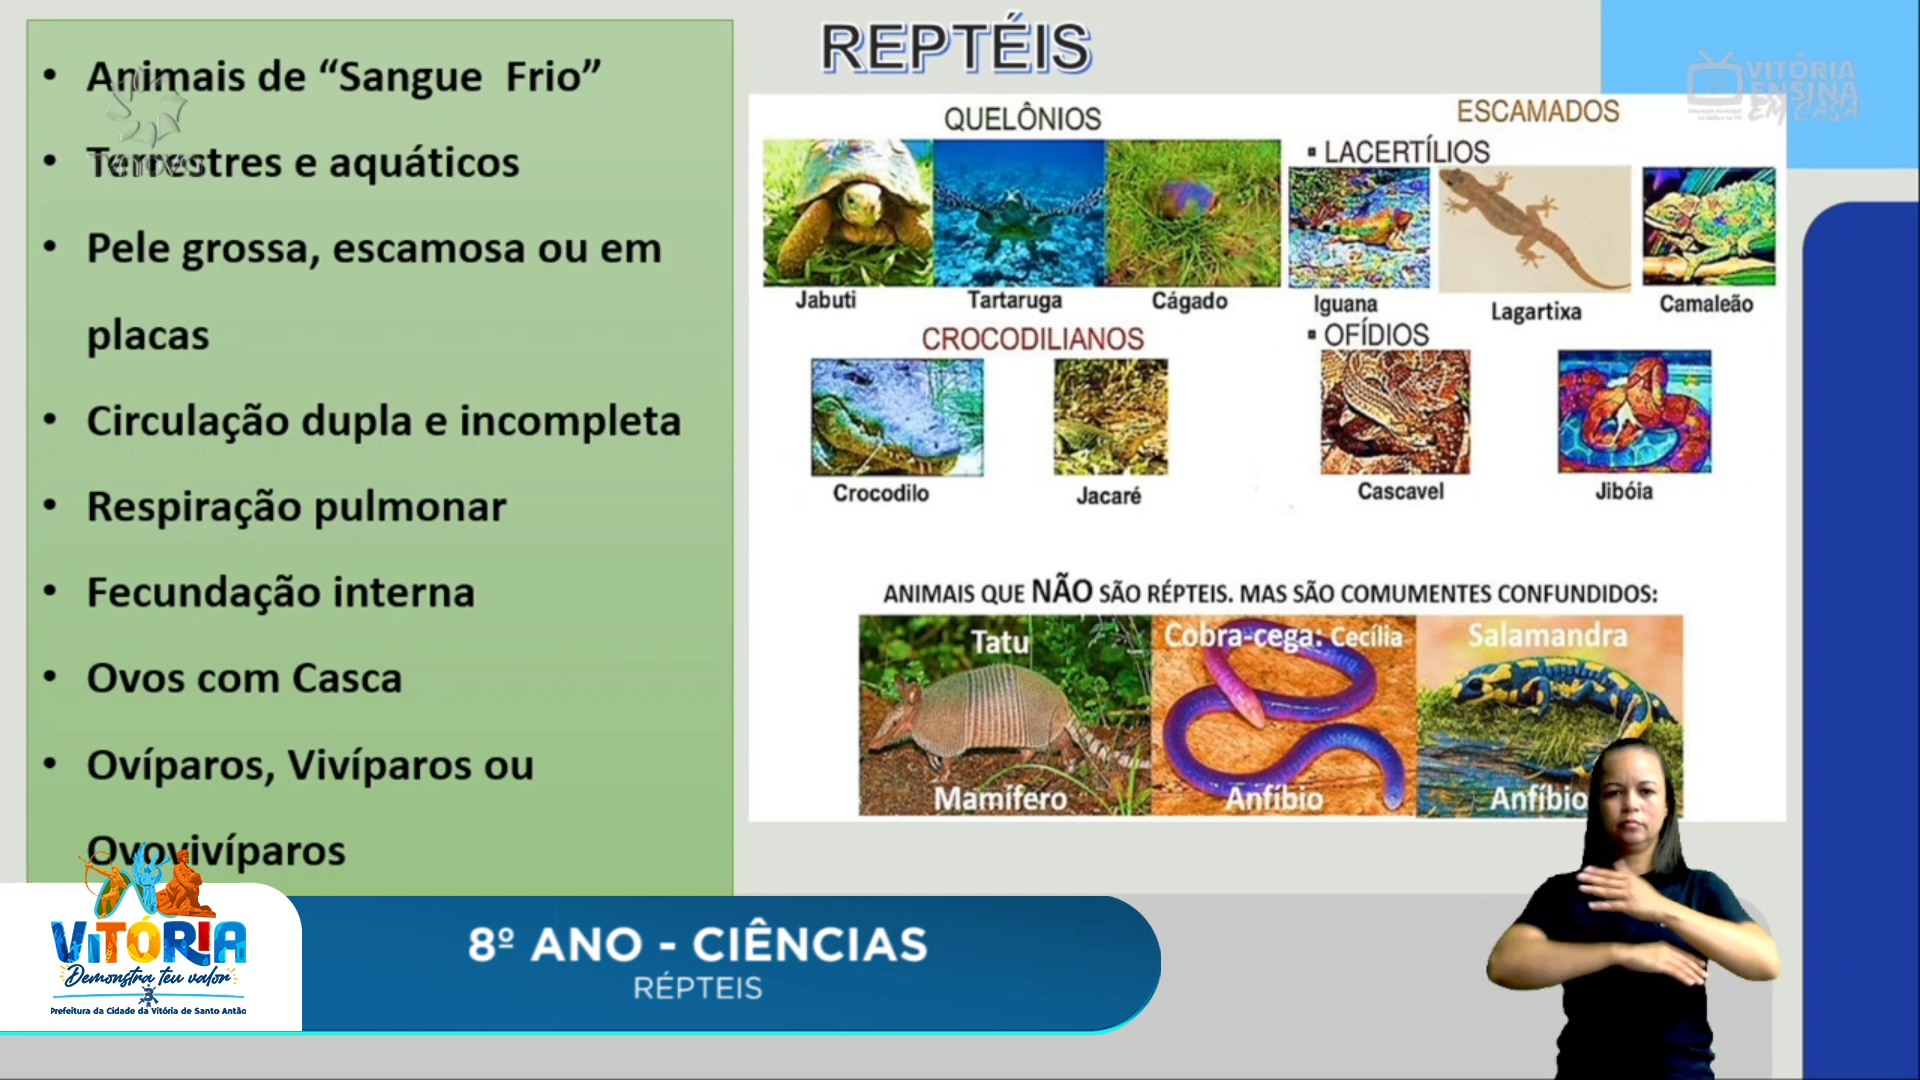 REPTÉIS
• Animais de “Sangue Frio”
• Terrestres e aquáticos
• Pele grossa, escamosa ou em
placas
• Circulação dupla e incompleta
• Respiração pulmonar
• Fecundação interna
• Ovos com Casca
• Ovíparos, Vivíparos ou
Ovovivíparos
QUELÔNIOS
Jabuti
Tartaruga
Cágado
CROCODILIANOS
Crocodilo
Jacaré
ESCAMADOS
▪ LACERTÍLIOS
Iguana
Lagartixa
Camaleão
▪ OFÍDIOS
Cascavel
Jibóia
ANIMAIS QUE NÃO SÃO RÉPTEIS. MAS SÃO COMUMENTES CONFUNDIDOS:
Tatu
Mamífero
Cobra-cega: Cecília
Anfíbio
Salamandra
Anfíbio
VITÓRIA
ENSINA
EM CASA
8º ANO - CIÊNCIAS
RÉPTEIS
VITÓRIA
Demonstra teu valor
Prefeitura da Cidade da Vitória de Santo Antão